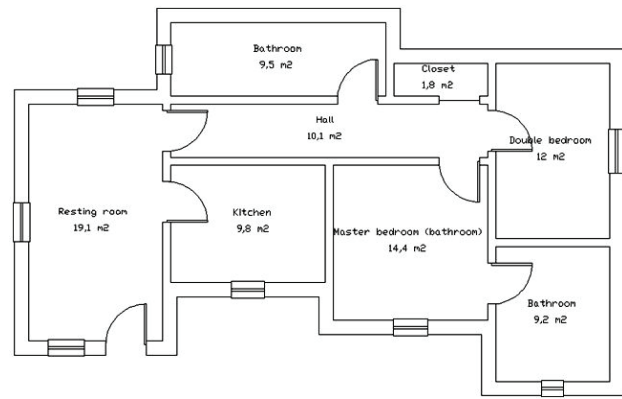 Bathroom
9,5 m2
Closet
1,8 m2
Hall
10,1 m2
Double bedroom
12 m2
Resting room
19,1 m2
Kitchen
9,8 m2
Master bedroom (bathroom)
14,4 m2
Bathroom
9,2 m2